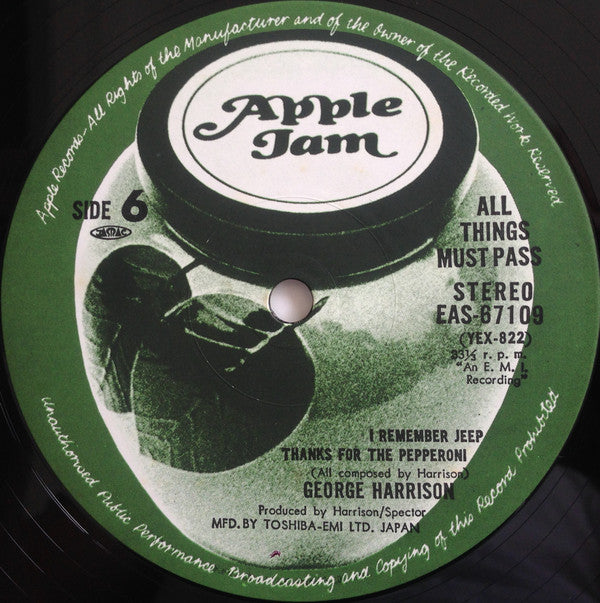 Apple Records-All Rights of the Manufacturer and of the Owner of the Recorded Work Reserved
Apple
Jam
SIDE 6
JASRAC
ALL
THINGS
MUST PASS
STEREO
EAS-67109
(YEX-822)
33⅓ r. p. m.
"An E. M. I.
Recording"
I REMEMBER JEEP
THANKS FOR THE PEPPERONI
(All composed by Harrison)
GEORGE HARRISON
Produced by Harrison/Spector
MFD. BY TOSHIBA-EMI LTD. JAPAN
Unauthorised Public Performance - Broadcasting and Copying of this Record Prohibited